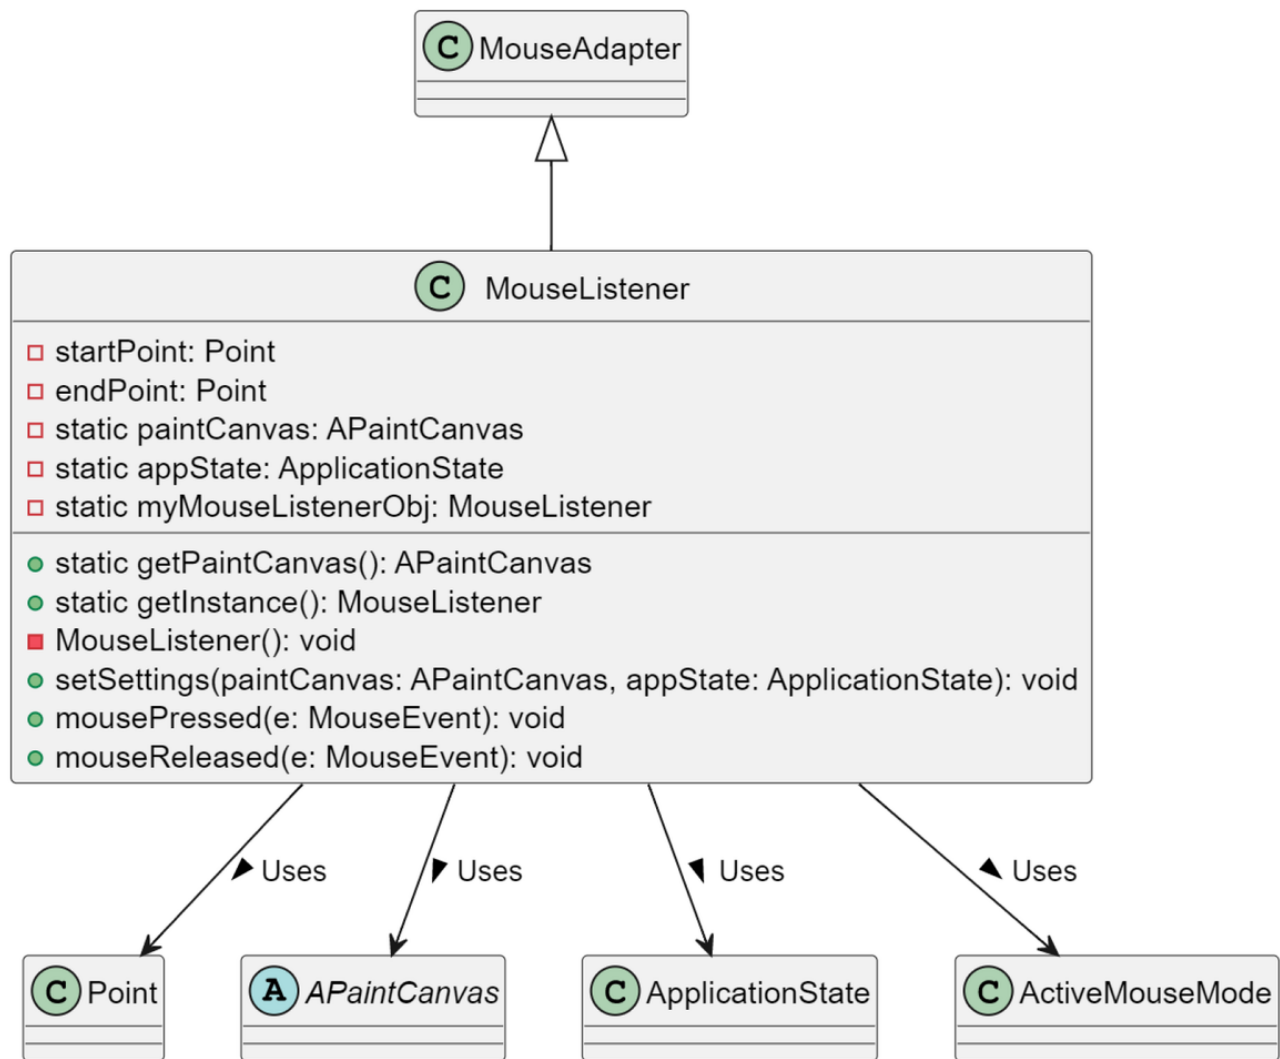 C MouseAdapter
C MouseListener
startPoint: Point
endPoint: Point
static paintCanvas: APaintCanvas
static appState: ApplicationState
static myMouseListenerObj: MouseListener
static getPaintCanvas(): APaintCanvas
static getInstance(): MouseListener
MouseListener(): void
setSettings(paintCanvas: APaintCanvas, appState: ApplicationState): void
mousePressed(e: MouseEvent): void
mouseReleased(e: MouseEvent): void
Uses
Uses
Uses
Uses
C Point
A APaintCanvas
C ApplicationState
C ActiveMouseMode